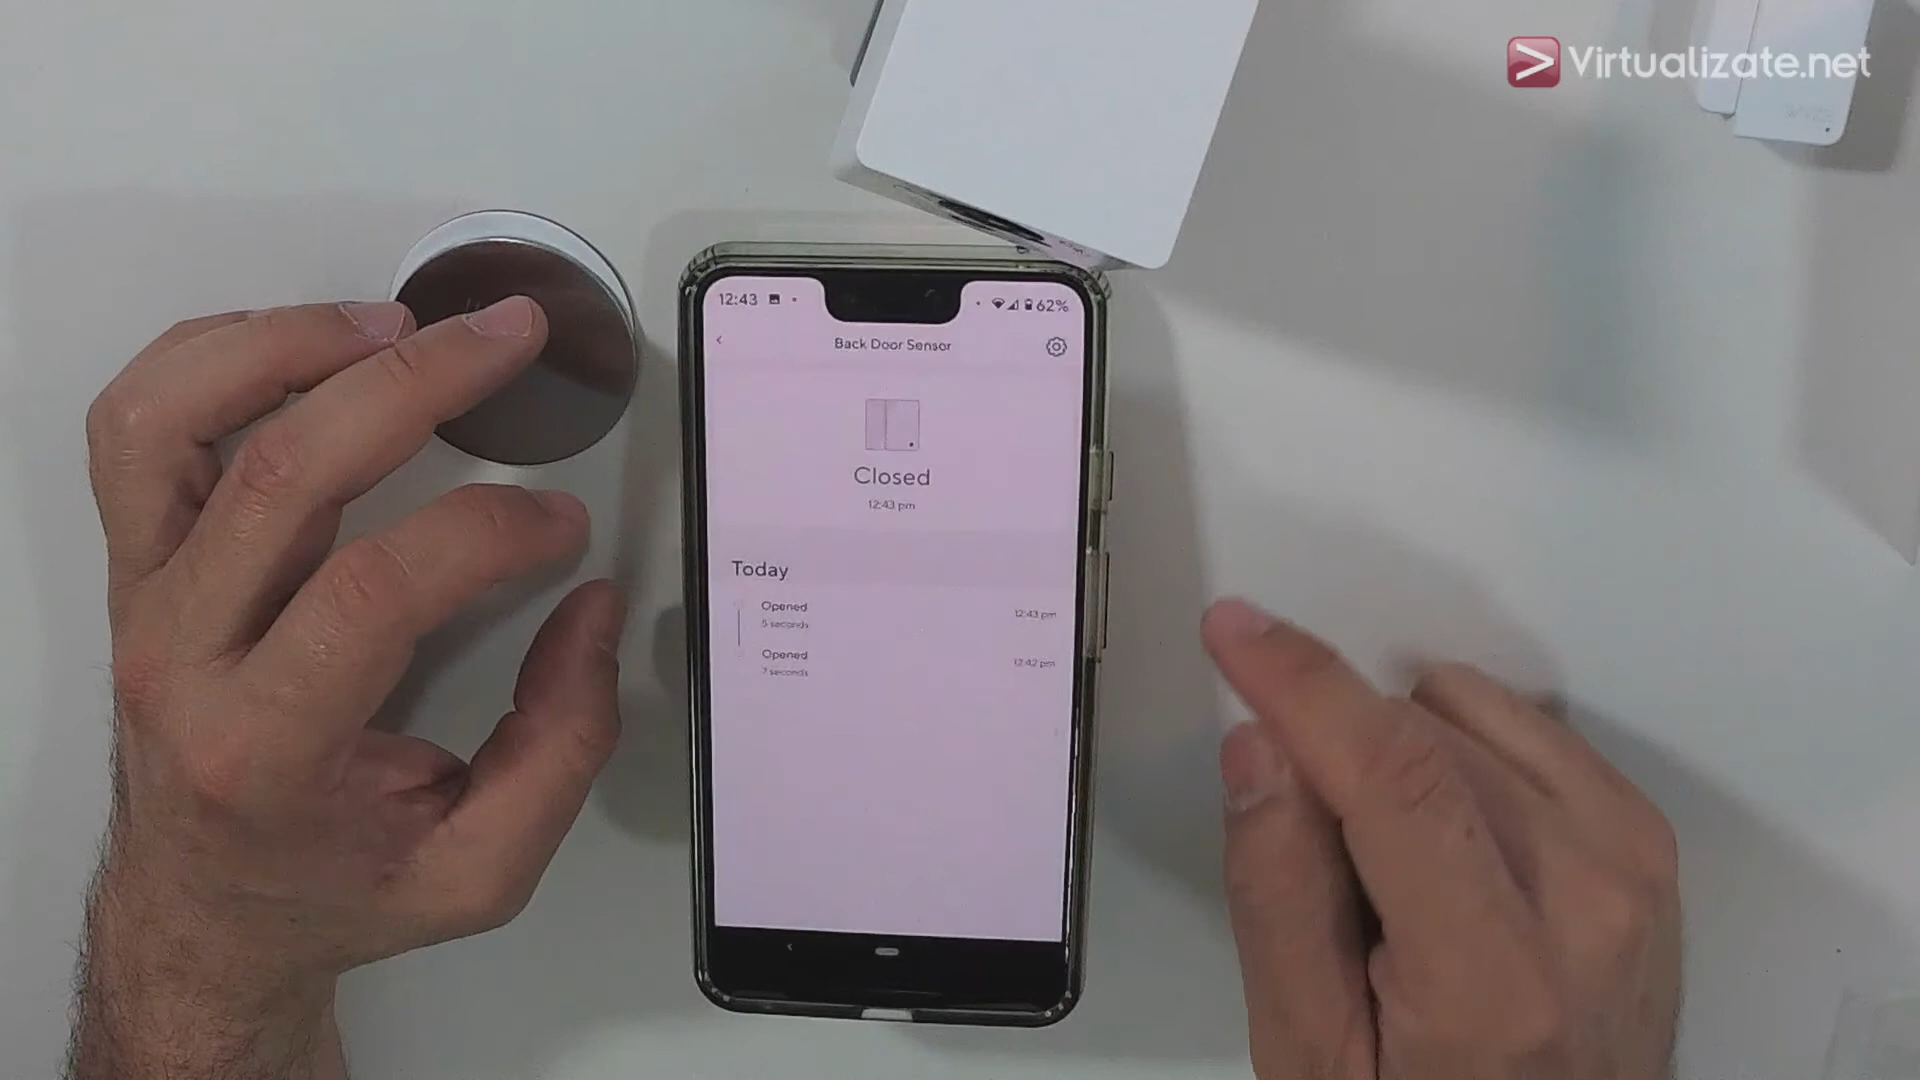 Virtualizate.net
WYZE
12:43
62%
Back Door Sensor
Closed
12:43 pm
Today
Opened
12:43 pm
5 seconds
Opened
12:42 pm
7 seconds